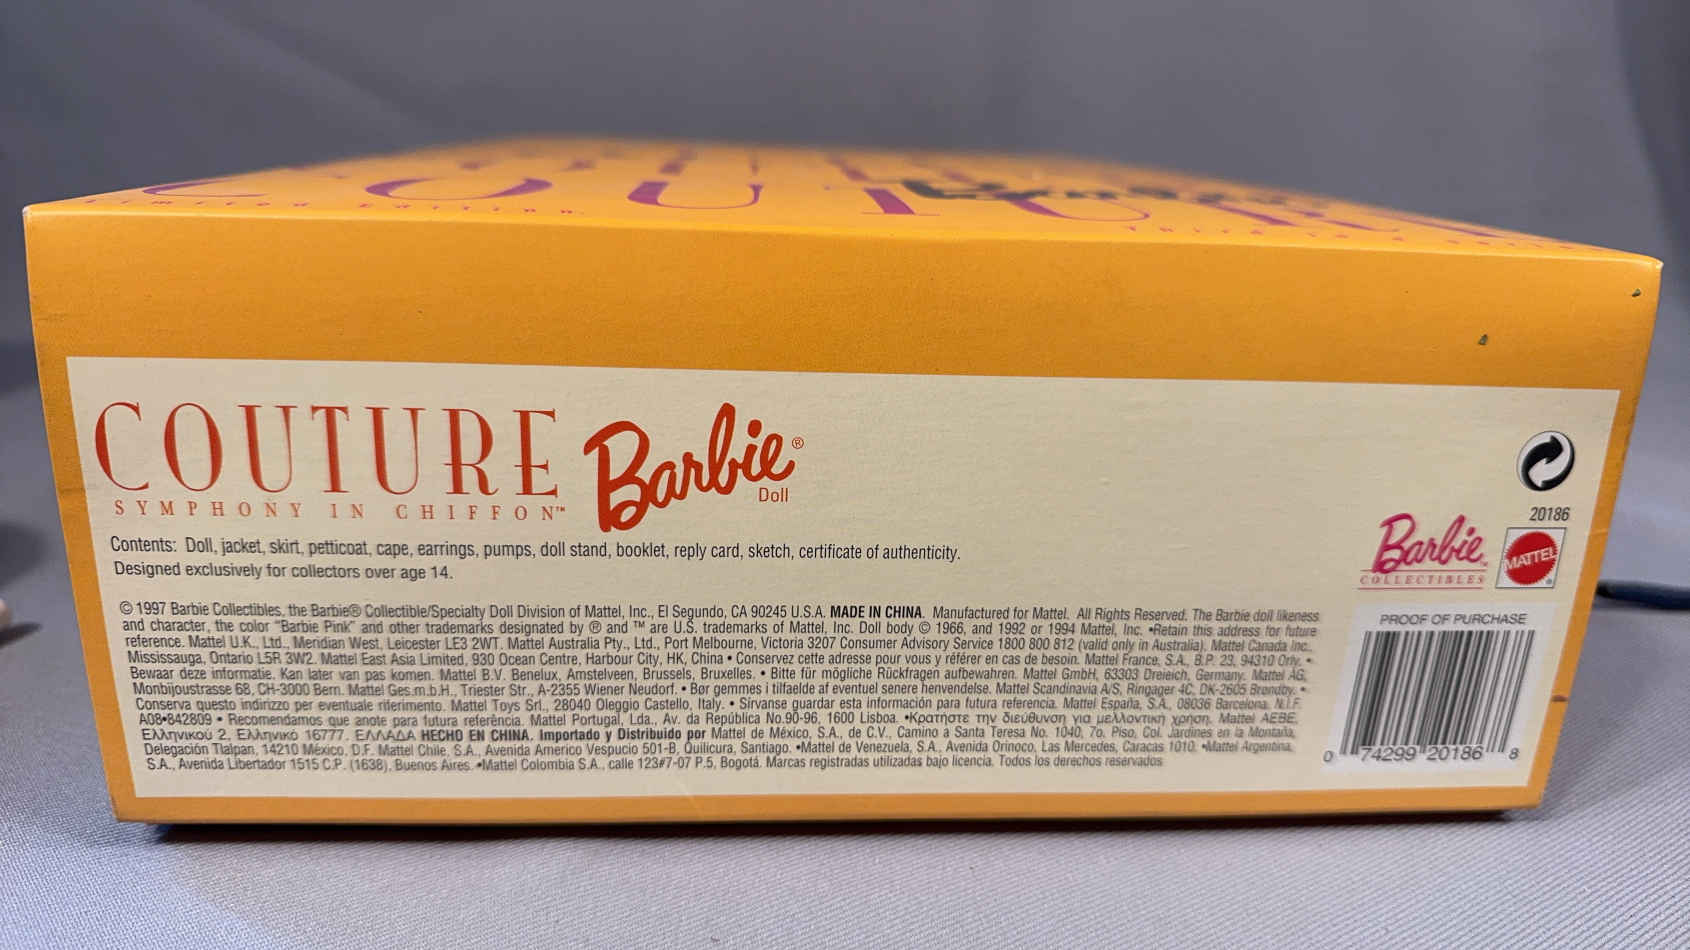 COUTURE
Limited Edition
COUTURE
Barbie®
Doll
SYMPHONY IN CHIFFON™
Contents: Doll, jacket, skirt, petticoat, cape, earrings, pumps, doll stand, booklet, reply card, sketch, certificate of authenticity.
Designed exclusively for collectors over age 14.
© 1997 Barbie Collectibles, the Barbie® Collectible/Specialty Doll Division of Mattel, Inc., El Segundo, CA 90245 U.S.A. MADE IN CHINA. Manufactured for Mattel. All Rights Reserved. The Barbie doll likeness
and character, the color "Barbie Pink" and other trademarks designated by ® and ™ are U.S. trademarks of Mattel, Inc. Doll body © 1966, and 1992 or 1994 Mattel, Inc. •Retain this address for future
reference. Mattel U.K., Ltd., Meridian West, Leicester LE3 2WT. Mattel Australia Pty., Ltd., Port Melbourne, Victoria 3207 Consumer Advisory Service 1800 800 812 (valid only in Australia). Mattel Canada Inc.,
Mississauga, Ontario L5R 3W2. Mattel East Asia Limited, 930 Ocean Centre, Harbour City, HK, China • Conservez cette adresse pour vous y référer en cas de besoin. Mattel France, S.A., B.P. 23, 94310 Orly. •
Bewaar deze informatie. Kan later van pas komen. Mattel B.V. Benelux, Amstelveen, Brussels, Bruxelles. • Bitte für mögliche Rückfragen aufbewahren. Mattel GmbH, 63303 Dreieich, Germany. Mattel AG,
Monbijoustrasse 68, CH-3000 Bern. Mattel Ges.m.b.H., Triester Str., A-2355 Wiener Neudorf. • Bør gemmes i tilfaelde af eventuel senere henvendelse. Mattel Scandinavia A/S, Ringager 4C, DK-2605 Brøndby. •
Conserva questo indirizzo per eventuale riferimento. Mattel Toys Srl., 28040 Oleggio Castello, Italy. • Sírvanse guardar esta información para futura referencia. Mattel España, S.A., 08036 Barcelona. N.I.F.
A08•842809 • Recomendamos que anote para futura referência. Mattel Portugal, Lda., Av. da República No.90-96, 1600 Lisboa. •Κρατήστε την διεύθυνση για μελλοντική χρήση. Mattel AEBE,
Ελληνικού 2, Ελληνικό 16777. ΕΛΛΑΔΑ HECHO EN CHINA. Importado y Distribuido por Mattel de México, S.A., de C.V., Camino a Santa Teresa No. 1040, 7o. Piso, Col. Jardines en la Montaña,
Delegación Tlalpan, 14210 México, D.F. Mattel Chile, S.A., Avenida Americo Vespucio 501-B, Quilicura, Santiago. •Mattel de Venezuela, S.A., Avenida Orinoco, Las Mercedes, Caracas 1010. •Mattel Argentina,
S.A., Avenida Libertador 1515 C.P. (1638), Buenos Aires. •Mattel Colombia S.A., calle 123#7-07 P.5, Bogotá. Marcas registradas utilizadas bajo licencia. Todos los derechos reservados
20186
Barbie™
COLLECTIBLES
MATTEL®
PROOF OF PURCHASE
0 74299 20186 8